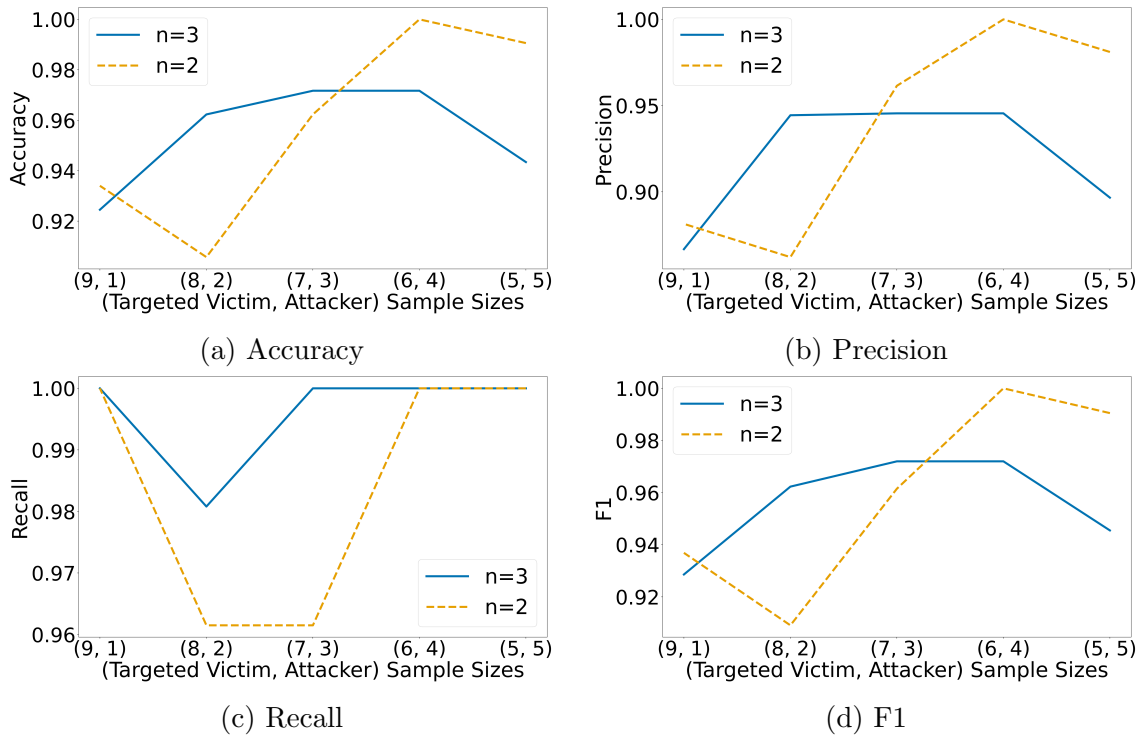 1.00
0.98
0.96
0.94
0.92
Accuracy
n=3
n=2
(9, 1) (8, 2) (7, 3) (6, 4) (5, 5)
(Targeted Victim, Attacker) Sample Sizes
(a) Accuracy
1.00
0.95
0.90
Precision
n=3
n=2
(9, 1) (8, 2) (7, 3) (6, 4) (5, 5)
(Targeted Victim, Attacker) Sample Sizes
(b) Precision
1.00
0.99
0.98
0.97
0.96
Recall
n=3
n=2
(9, 1) (8, 2) (7, 3) (6, 4) (5, 5)
(Targeted Victim, Attacker) Sample Sizes
(c) Recall
1.00
0.98
0.96
0.94
0.92
F1
n=3
n=2
(9, 1) (8, 2) (7, 3) (6, 4) (5, 5)
(Targeted Victim, Attacker) Sample Sizes
(d) F1